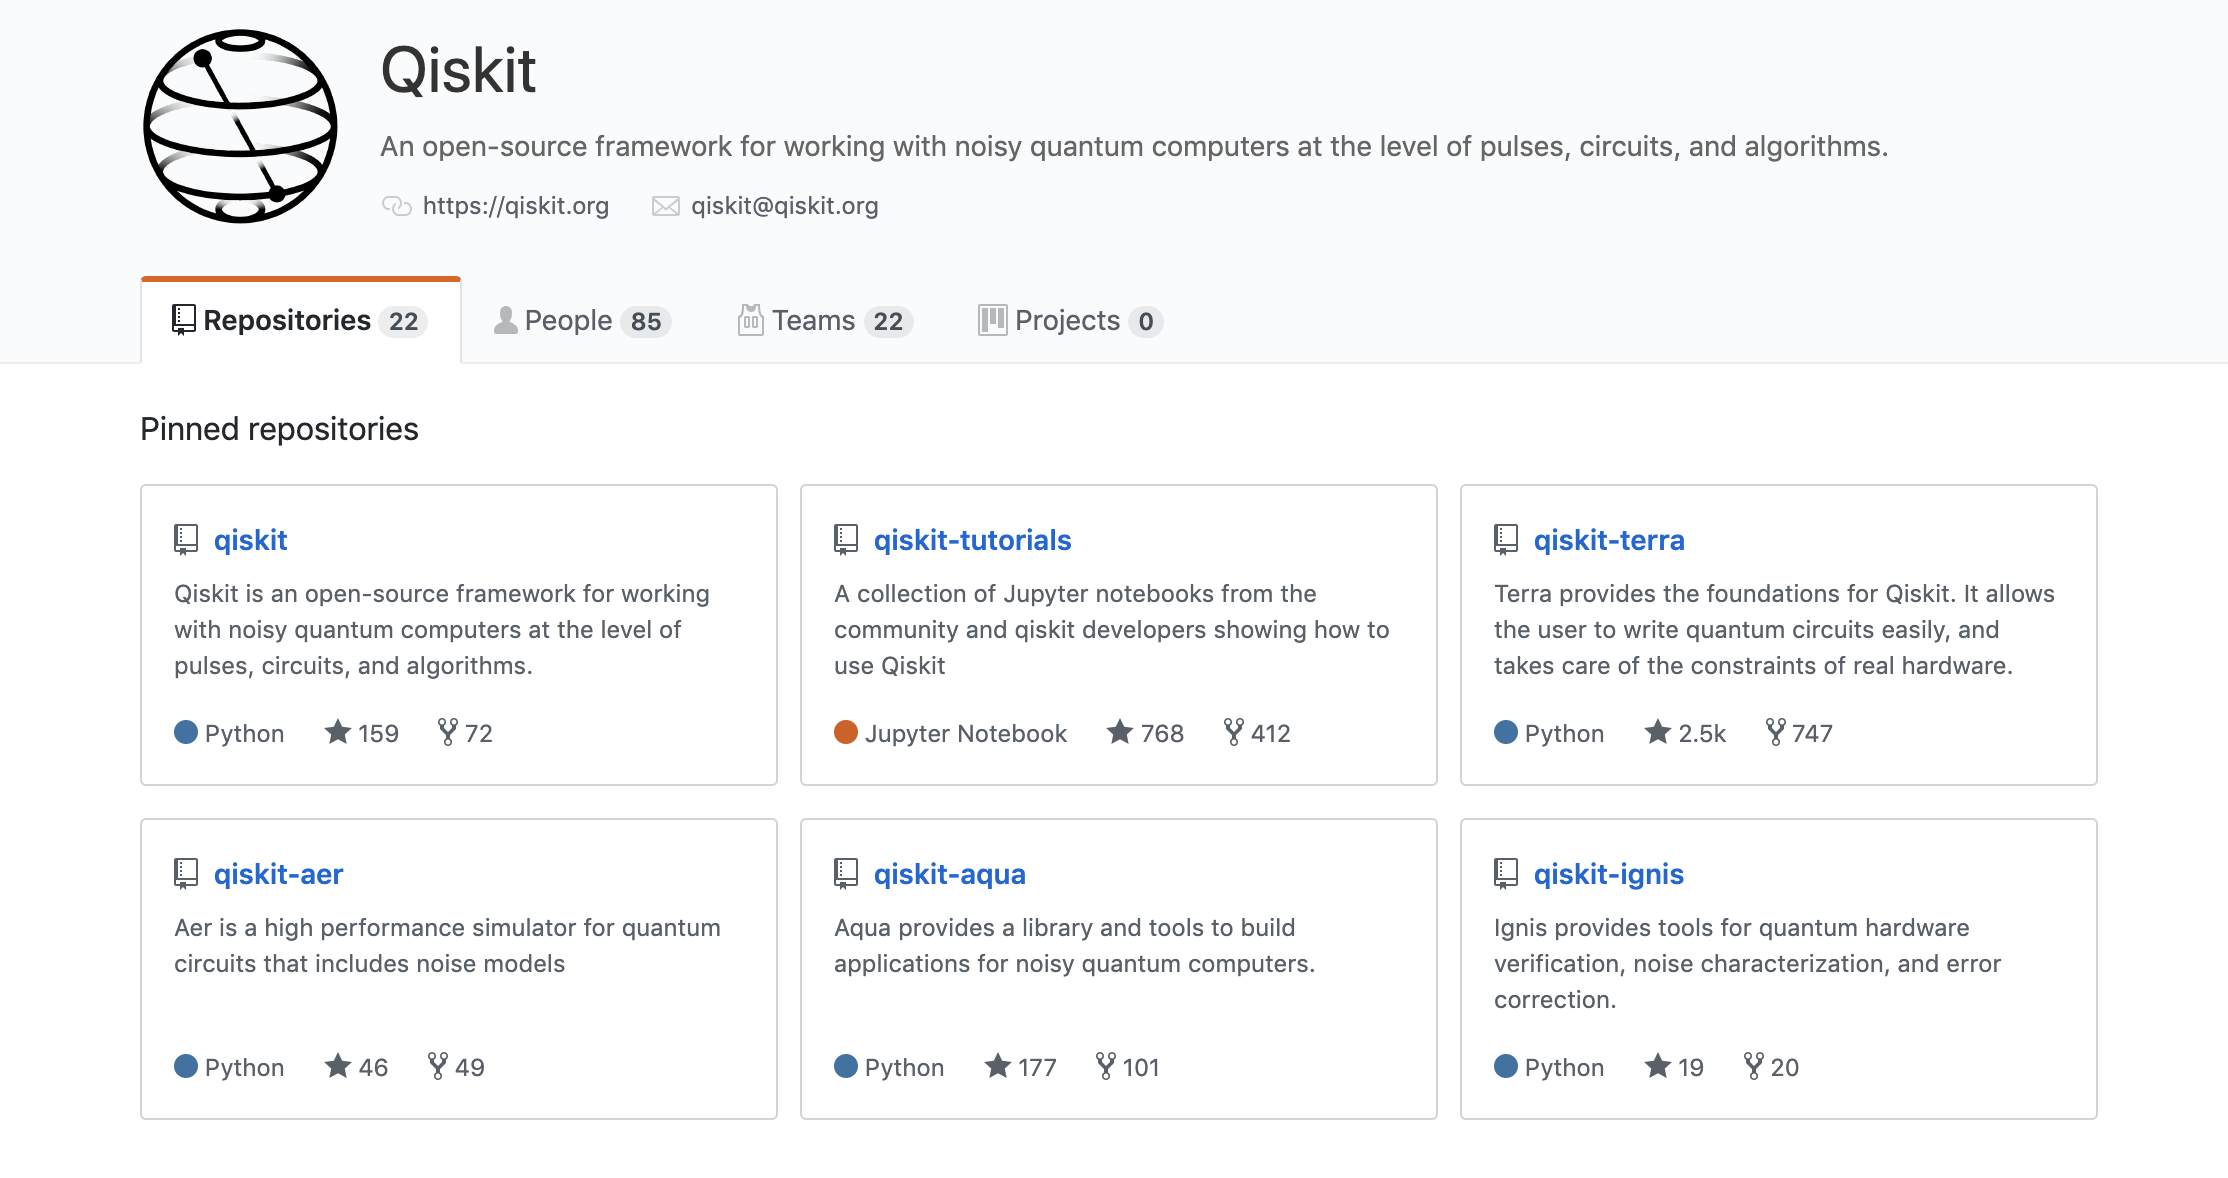 Qiskit
An open-source framework for working with noisy quantum computers at the level of pulses, circuits, and algorithms.
https://qiskit.org qiskit@qiskit.org
Repositories 22 People 85 Teams 22 Projects 0
Pinned repositories
qiskit
Qiskit is an open-source framework for working
with noisy quantum computers at the level of
pulses, circuits, and algorithms.
Python 159 72
qiskit-tutorials
A collection of Jupyter notebooks from the
community and qiskit developers showing how to
use Qiskit
Jupyter Notebook 768 412
qiskit-terra
Terra provides the foundations for Qiskit. It allows
the user to write quantum circuits easily, and
takes care of the constraints of real hardware.
Python 2.5k 747
qiskit-aer
Aer is a high performance simulator for quantum
circuits that includes noise models
Python 46 49
qiskit-aqua
Aqua provides a library and tools to build
applications for noisy quantum computers.
Python 177 101
qiskit-ignis
Ignis provides tools for quantum hardware
verification, noise characterization, and error
correction.
Python 19 20